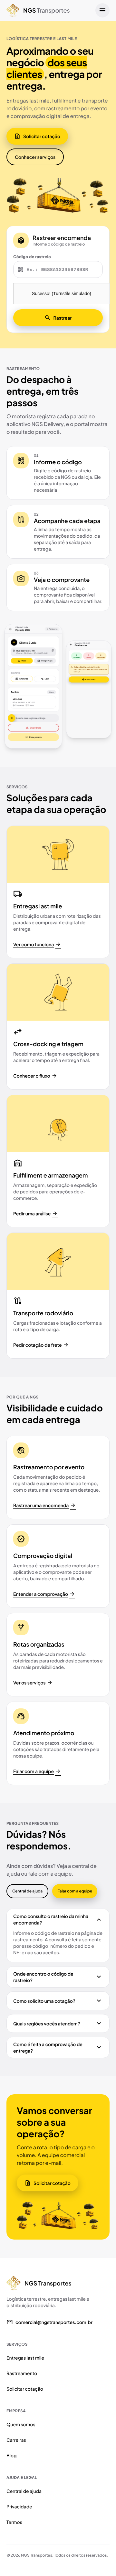 NGS Transportes
LOGÍSTICA TERRESTRE E LAST MILE
Aproximando o seu
negócio dos seus
clientes, entrega por
entrega.
Entregas last mile, fulfillment e transporte
rodoviário, com rastreamento e
comprovação digital em cada entrega.
Solicitar cotação
Conhecer serviços
Rastrear encomenda
Informe o código do rastreio
Código de rastreio
Sucesso! (Turnstile simulado)
Rastrear
RASTREAMENTO
Do despacho à
entrega, em três
passos
O motorista registra cada parada no
aplicativo NGS Delivery, e você
acompanha o resultado por aqui.
01
Informe o código
Digite o código de rastreio
recebido da NGS ou da loja. Ele
é a única informação
necessária.
02
Acompanhe cada etapa
A linha do tempo mostra o
movimentações do pedido, da
separação até a saída para
entrega.
03
Veja o comprovante
Na entrega concluída, o
comprovante fica disponível
para abrir, baixar e compartilhar.
SERVIÇOS
Soluções para cada
etapa da sua operação
Entregas last mile
Distribuição urbana com roteirização das
paradas e comprovante digital de
entrega.
Ver como funciona →
Cross-docking e triagem
Recebimento, triagem e expedição para
acelerar o tempo até a entrega final.
Conhecer o fluxo →
Fulfillment e armazenagem
Armazenagem, separação e expedição
de pedidos para operações de e-
commerce.
Pedir uma análise →
Transporte rodoviário
Cargas fracionadas e lotação conforme a
rota e o tipo de carga.
Pedir cotação de frete →
POR QUE A NGS
Visibilidade e cuidado
em cada entrega
Rastreamento por evento
Cada movimentação do pedido é
registrada e aparece na linha do tempo,
com o status mais recente em destaque.
Rastrear uma encomenda →
Comprovação digital
A entrega é registrada pelo motorista no
aplicativo e o comprovante pode ser
aberto, baixado e compartilhado.
Entender a comprovação →
Rotas organizadas
As paradas de cada motorista são
roteirizadas para reduzir deslocamentos e
dar mais previsibilidade.
Ver os serviços →
Atendimento próximo
Dúvidas sobre prazos, ocorrências ou
cotações são tratadas diretamente pela
nossa equipe.
Falar com a equipe →
PERGUNTAS FREQUENTES
Dúvidas? Nós
respondemos.
Ainda com dúvidas? Veja a central de
ajuda ou fale com a equipe.
Central de ajuda
Falar com a equipe
Como consulto o rastreio da minha
encomenda?
Informe o código de rastreio na página de
rastreamento. A consulta é feita somente
por esse código; número do pedido e
NF-e não são aceitos.
Onde encontro o código de
rastreio?
Como solicito uma cotação?
Quais regiões vocês atendem?
Como é feita a comprovação de
entrega?
Vamos conversar
sobre a sua
operação?
Conte a rota, o tipo de carga e o
volume. A equipe comercial
retorna por e-mail.
Solicitar cotação
NGS Transportes
Logística terrestre, entregas last mile e
distribuição rodoviária.
comercial@ngstransportes.com.br
SERVIÇOS
Entregas last mile
Rastreamento
Solicitar cotação
EMPRESA
Quem somos
Carreiras
Blog
AJUDA E LEGAL
Central de ajuda
Privacidade
Termos
© 2026 NGS Transportes. Todos os direitos reservados.